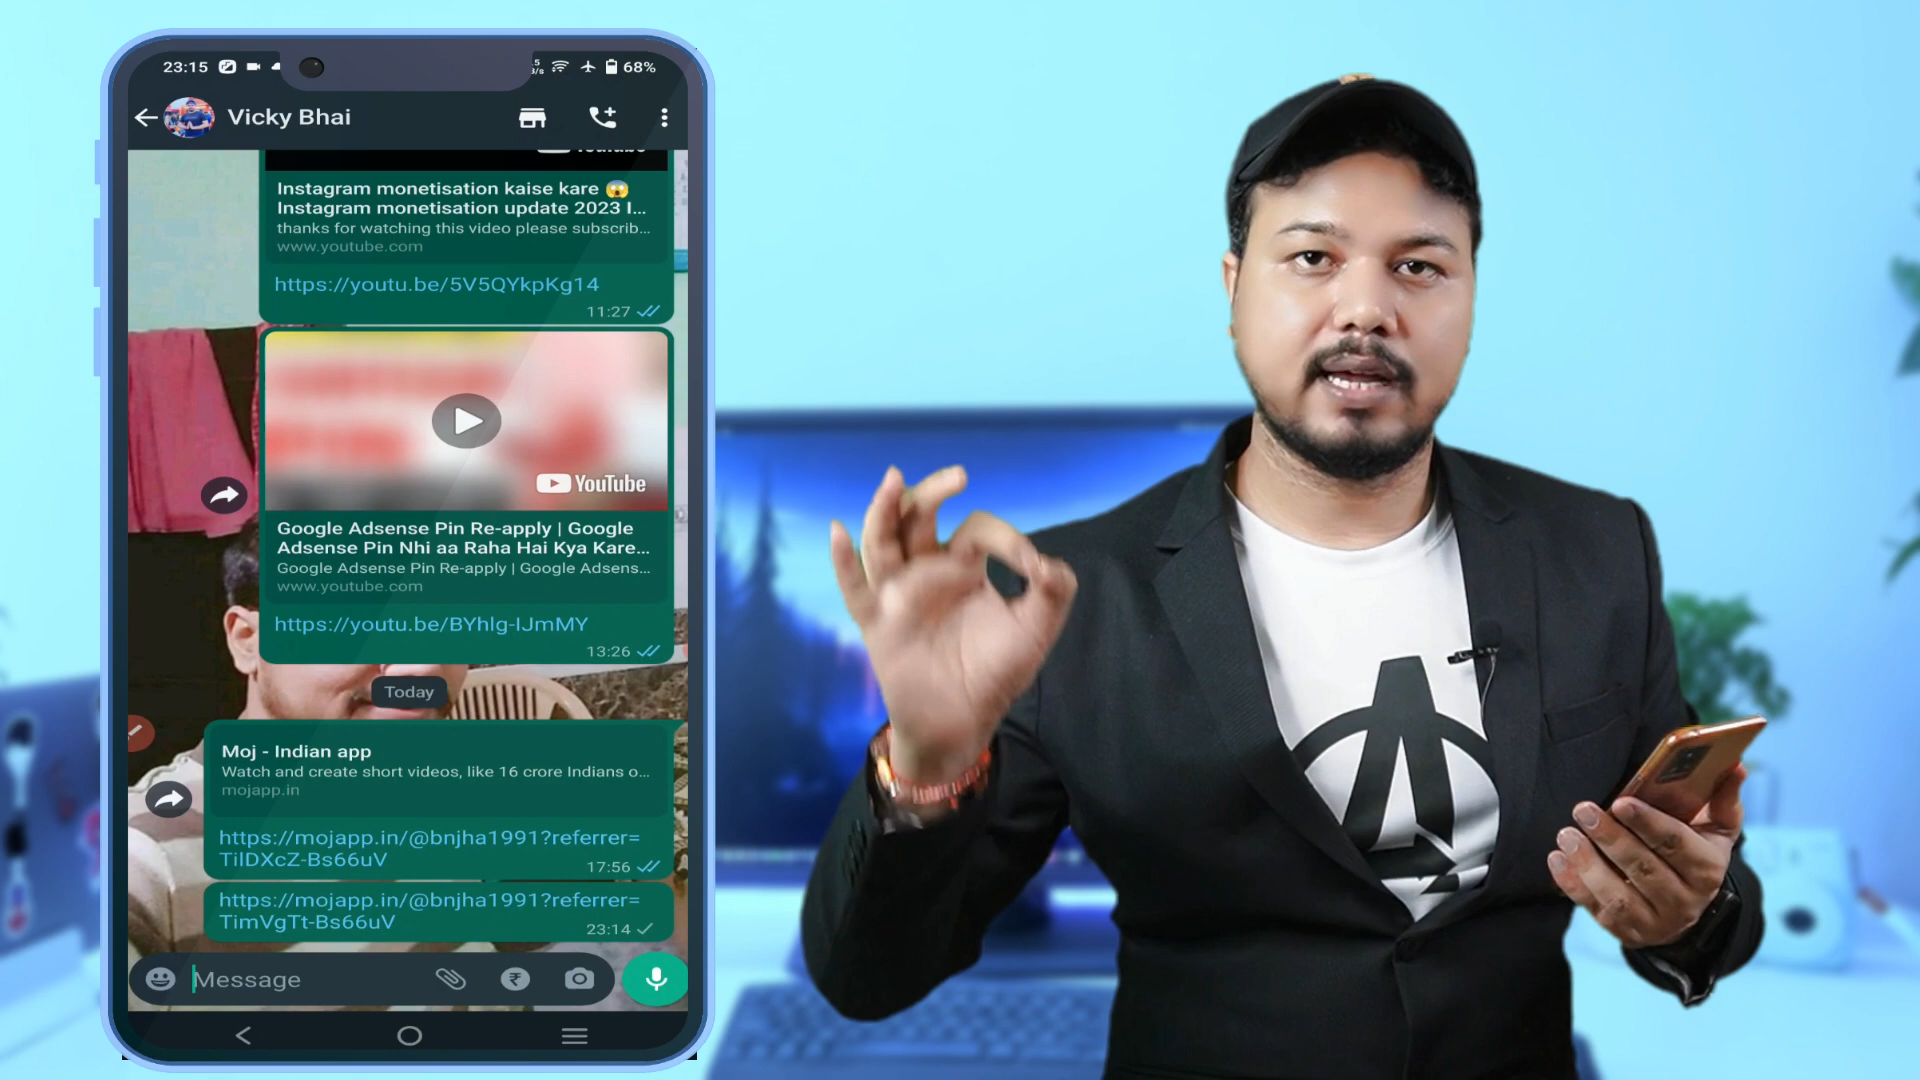 23:15
68%
Vicky Bhai
Instagram monetisation kaise kare 😱
Instagram monetisation update 2023 I...
thanks for watching this video please subscrib...
www.youtube.com
https://youtu.be/5V5QYkpKg14
11:27
YouTube
Google Adsense Pin Re-apply | Google
Adsense Pin Nhi aa Raha Hai Kya Kare...
Google Adsense Pin Re-apply | Google Adsens...
www.youtube.com
https://youtu.be/BYhlg-IJmMY
13:26
Today
Moj - Indian app
Watch and create short videos, like 16 crore Indians o...
mojapp.in
https://mojapp.in/@bnjha1991?referrer=
TilDXcZ-Bs66uV
17:56
https://mojapp.in/@bnjha1991?referrer=
TimVgTt-Bs66uV
23:14
Message